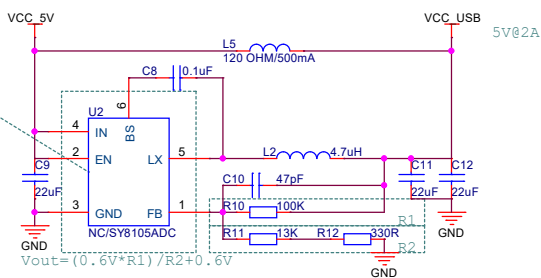 VCC_5V
VCC_USB
5V@2A
L5
120 OHM/500mA
C8
0.1uF
U2
6
BS
4
IN
2
EN
LX
5
L2
4.7uH
C9
22uF
C10
47pF
C11
22uF
C12
22uF
3
GND
FB
1
R10
100K
R1
NC/SY8105ADC
R11
13K
R12
330R
R2
GND
GND
GND
Vout=(0.6V*R1)/R2+0.6V